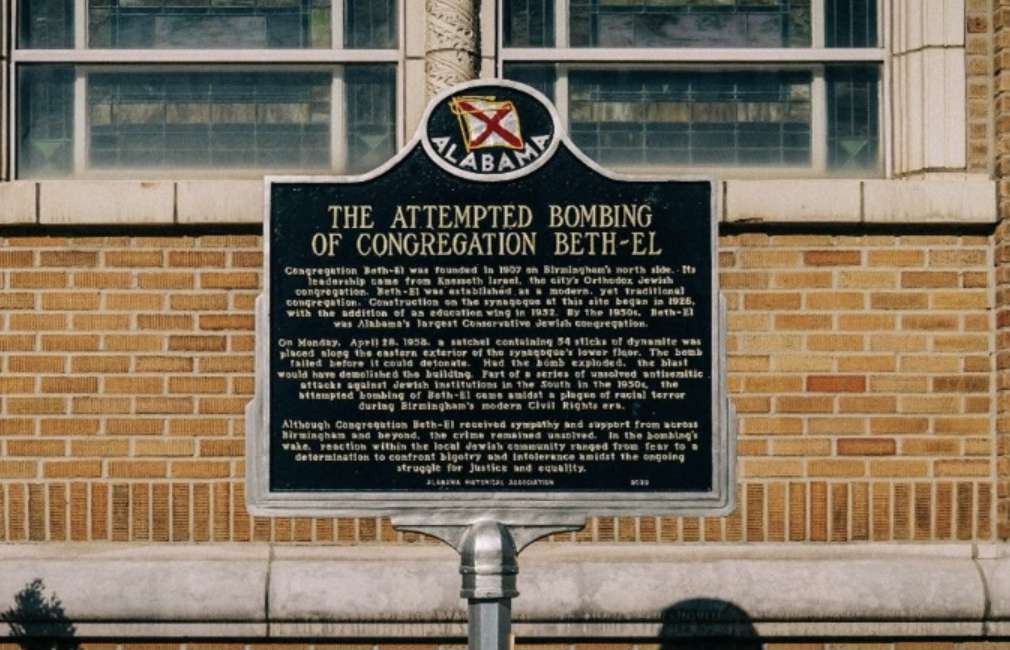 ALABAMA
THE ATTEMPTED BOMBING
OF CONGREGATION BETH-EL
Congregation Beth-El was founded in 1907 on Birmingham's north side. Its
leadership came from Knesseth Israel, the city's Orthodox Jewish
congregation. Beth-El was established as a modern, yet traditional
congregation. Construction on the synagogue at this site began in 1926,
with the addition of an education wing in 1952. By the 1950s, Beth-El
was Alabama's largest Conservative Jewish congregation.
On Monday, April 28, 1958, a satchel containing 54 sticks of dynamite was
placed along the eastern exterior of the synagogue's lower floor. The bomb
failed before it could detonate. Had the bomb exploded, the blast
would have demolished the building. Part of a series of unsolved antisemitic
attacks against Jewish institutions in the South in the 1950s, the
attempted bombing of Beth-El came amidst a plague of racial terror
during Birmingham's modern Civil Rights era.
Although Congregation Beth-El received sympathy and support from across
Birmingham and beyond, the crime remained unsolved. In the bombing's
wake, reaction within the local Jewish community ranged from fear to a
determination to confront bigotry and intolerance amidst the ongoing
struggle for justice and equality.
ALABAMA HISTORICAL ASSOCIATION